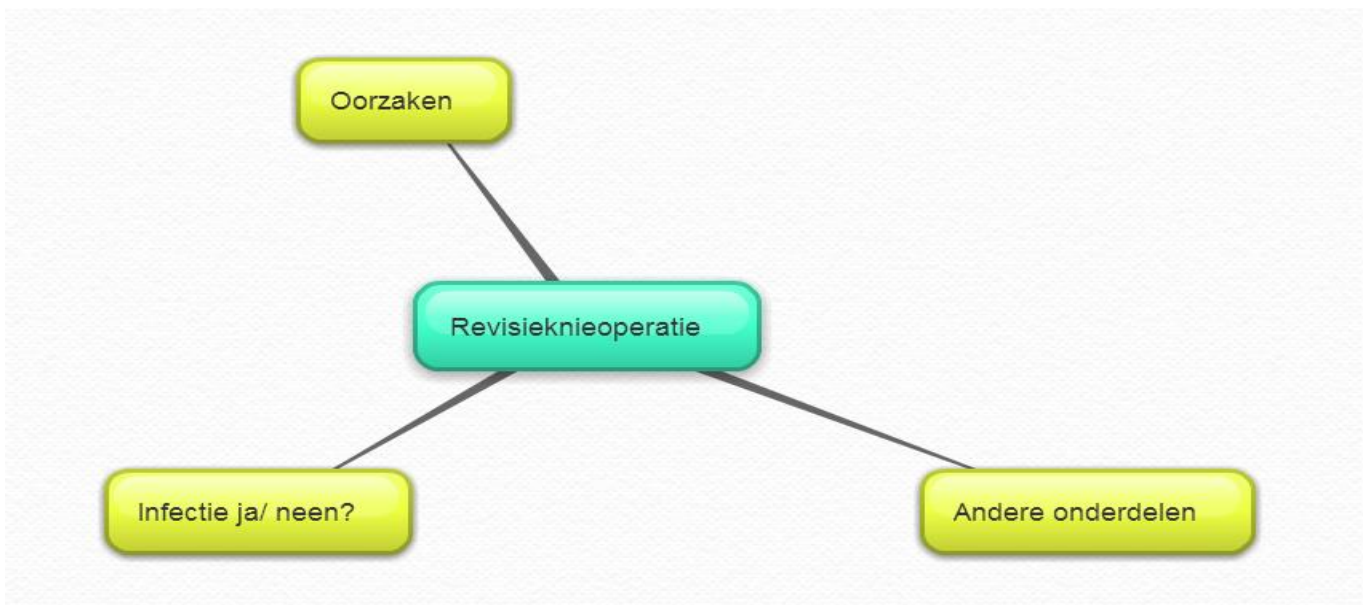 Oorzaken
Revisieknieoperatie
Infectie ja/ neen?
Andere onderdelen